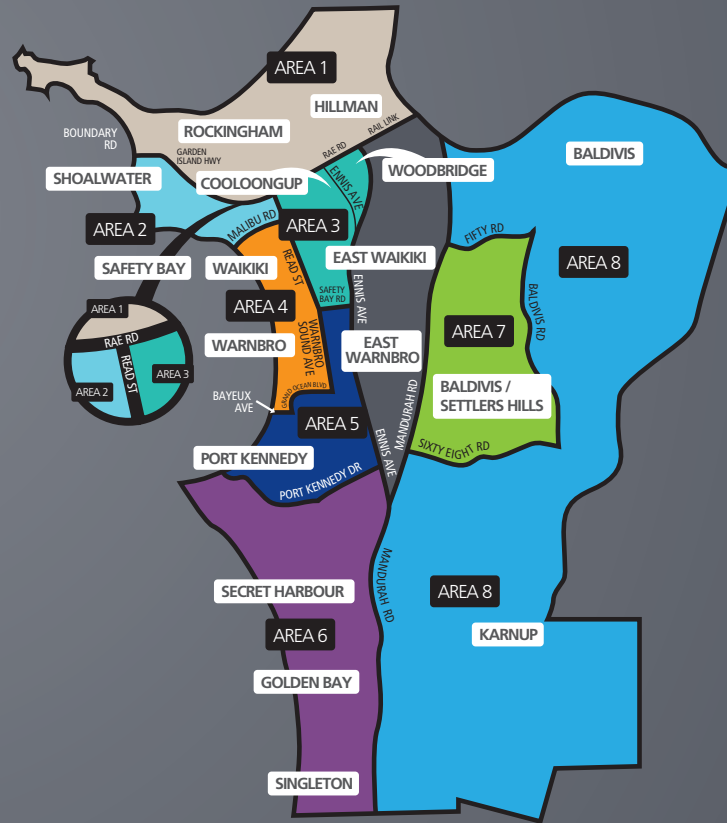 AREA 1
HILLMAN
ROCKINGHAM
RAIL LINK
BOUNDARY
RD
GARDEN
ISLAND HWY
RAE RD
BALDIVIS
SHOALWATER
COOLOONGUP
ENNIS AVE
WOODBRIDGE
AREA 2
MALIBU RD
AREA 3
FIFTY RD
SAFETY BAY
WAIKIKI
READ ST
EAST WAIKIKI
AREA 8
SAFETY
BAY RD
ENNIS AVE
BALDIVIS RD
AREA 4
AREA 1
RAE RD
READ ST
AREA 2
AREA 3
WARNBRO
WARNBRO
SOUND AVE
EAST
WARNBRO
AREA 7
MANDURAH RD
BALDIVIS /
SETTLERS HILLS
GRAND OCEAN BLVD
BAYEUX
AVE
AREA 5
ENNIS AVE
SIXTY EIGHT RD
PORT KENNEDY
PORT KENNEDY DR
MANDURAH RD
SECRET HARBOUR
AREA 8
AREA 6
KARNUP
GOLDEN BAY
SINGLETON